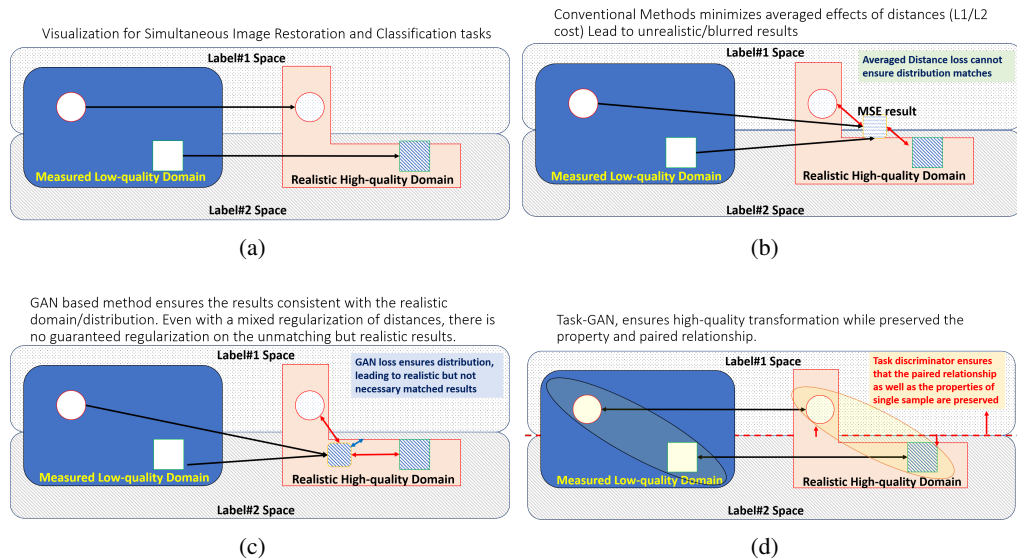 Visualization for Simultaneous Image Restoration and Classification tasks
Label#1 Space
Measured Low-quality Domain
Realistic High-quality Domain
Label#2 Space
(a)
Conventional Methods minimizes averaged effects of distances (L1/L2
cost) Lead to unrealistic/blurred results
Label#1 Space
Averaged Distance loss cannot
ensure distribution matches
MSE result
Measured Low-quality Domain
Realistic High-quality Domain
Label#2 Space
(b)
GAN based method ensures the results consistent with the realistic
domain/distribution. Even with a mixed regularization of distances, there is
no guaranteed regularization on the unmatching but realistic results.
Label#1 Space
GAN loss ensures distribution,
leading to realistic but not
necessary matched results
Measured Low-quality Domain
Realistic High-quality Domain
Label#2 Space
(c)
Task-GAN, ensures high-quality transformation while preserved the
property and paired relationship.
Label#1 Space
Task discriminator ensures
that the paired relationship
as well as the properties of
single sample are preserved
Measured Low-quality Domain
Realistic High-quality Domain
Label#2 Space
(d)